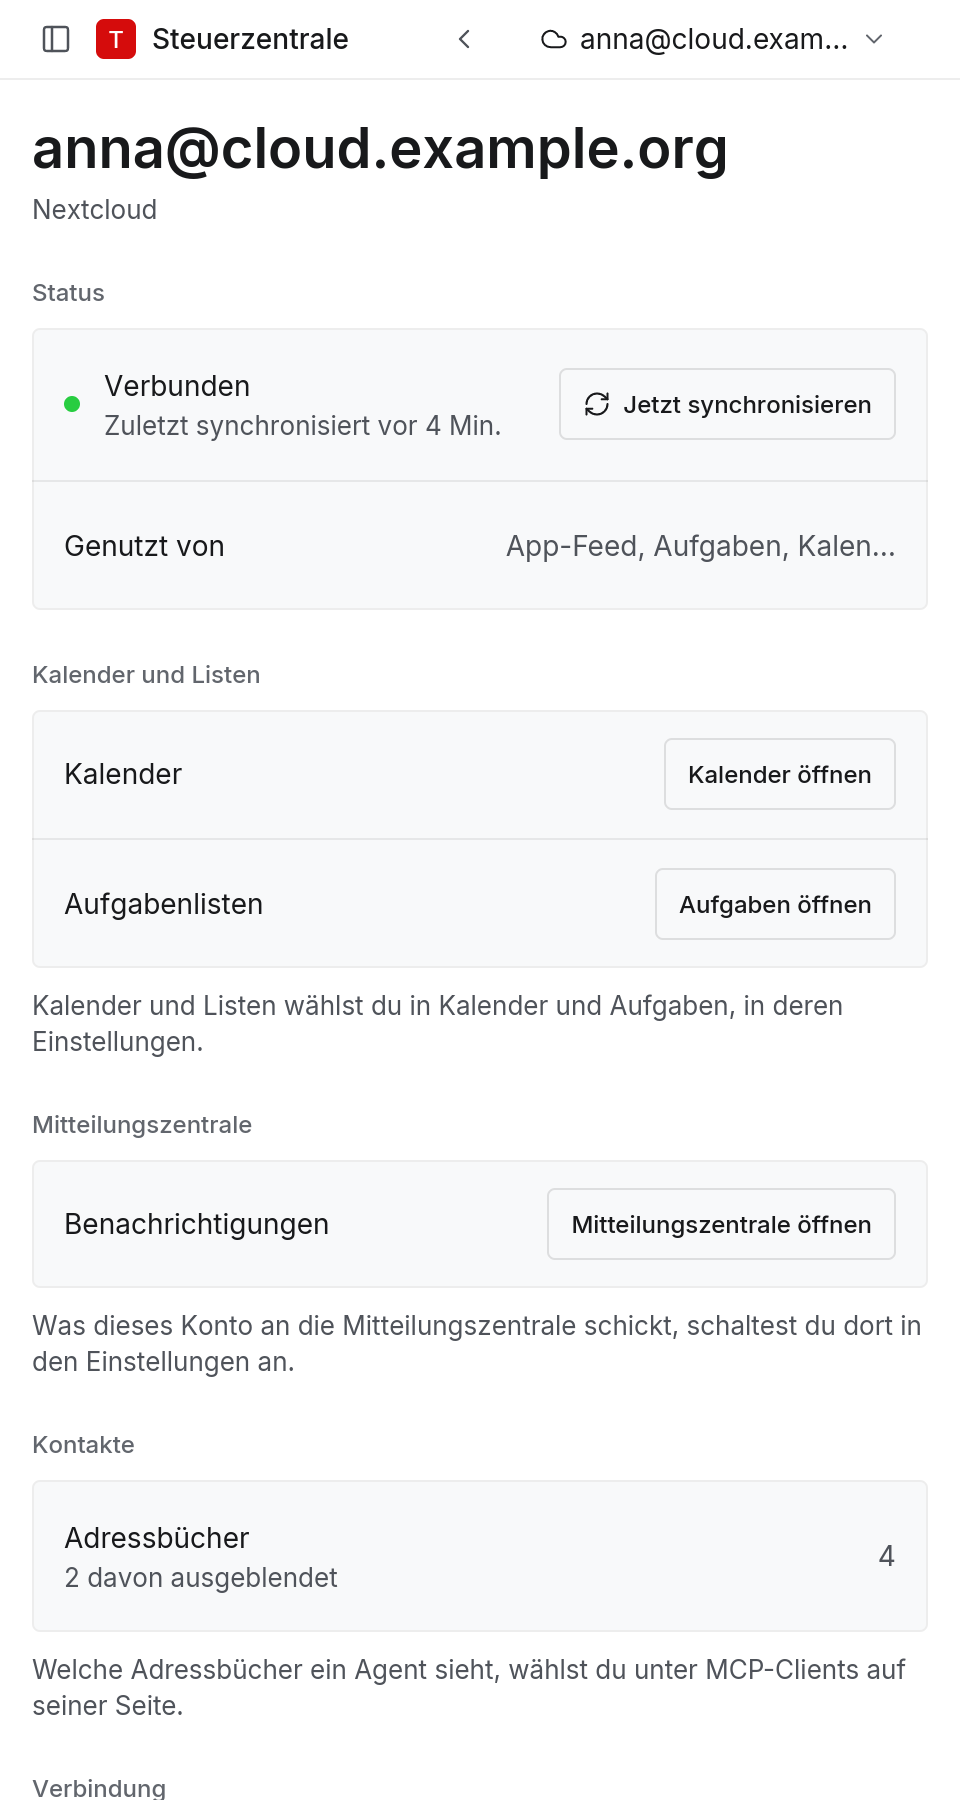 T Steuerzentrale
anna@cloud.exam...
anna@cloud.example.org
Nextcloud
Status
Verbunden
Zuletzt synchronisiert vor 4 Min.
Jetzt synchronisieren
Genutzt von
App-Feed, Aufgaben, Kalen...
Kalender und Listen
Kalender
Kalender öffnen
Aufgabenlisten
Aufgaben öffnen
Kalender und Listen wählst du in Kalender und Aufgaben, in deren
Einstellungen.
Mitteilungszentrale
Benachrichtigungen
Mitteilungszentrale öffnen
Was dieses Konto an die Mitteilungszentrale schickt, schaltest du dort in
den Einstellungen an.
Kontakte
Adressbücher
2 davon ausgeblendet
4
Welche Adressbücher ein Agent sieht, wählst du unter MCP-Clients auf
seiner Seite.
Verbindung